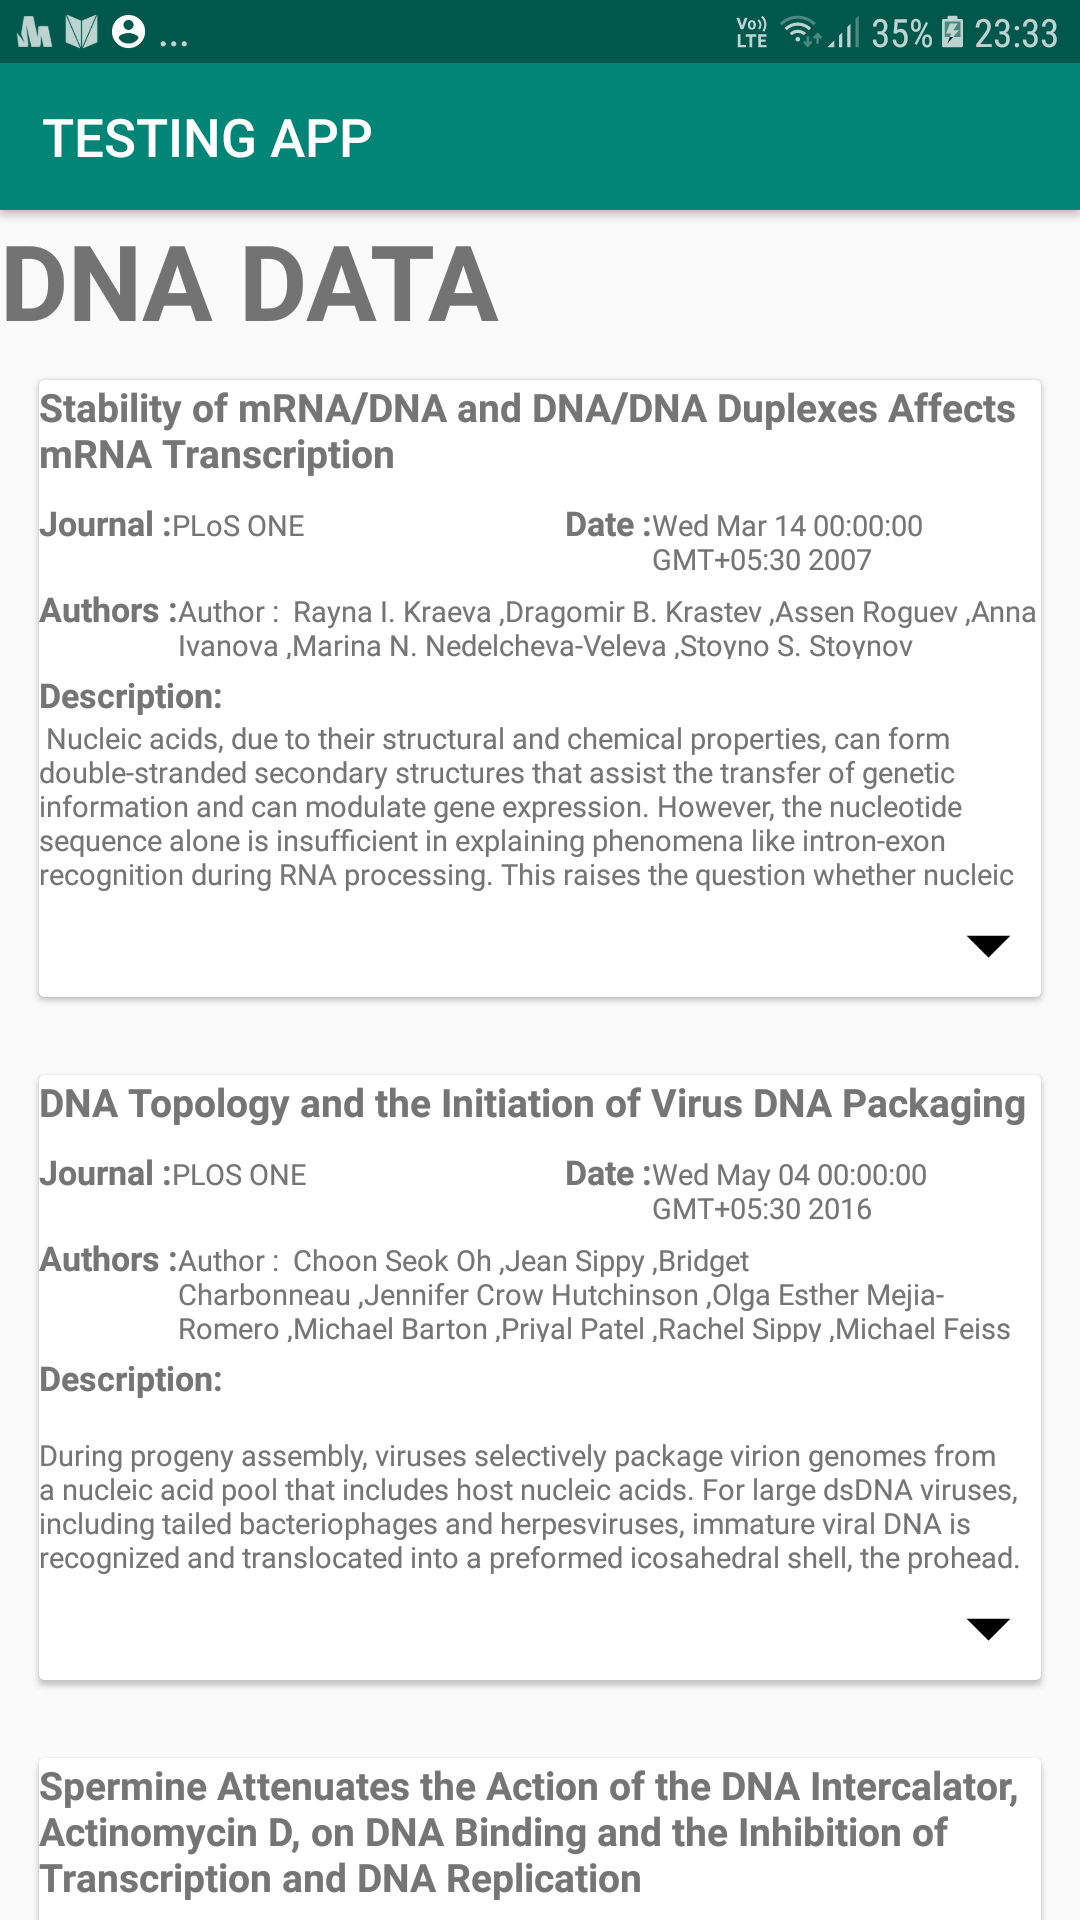 ... Vo)) LTE 35% 23:33
TESTING APP
DNA DATA
Stability of mRNA/DNA and DNA/DNA Duplexes Affects
mRNA Transcription
Journal :PLoS ONE Date :Wed Mar 14 00:00:00
GMT+05:30 2007
Authors :Author :  Rayna I. Kraeva ,Dragomir B. Krastev ,Assen Roguev ,Anna
Ivanova ,Marina N. Nedelcheva-Veleva ,Stoyno S. Stoynov
Description:
Nucleic acids, due to their structural and chemical properties, can form
double-stranded secondary structures that assist the transfer of genetic
information and can modulate gene expression. However, the nucleotide
sequence alone is insufficient in explaining phenomena like intron-exon
recognition during RNA processing. This raises the question whether nucleic
DNA Topology and the Initiation of Virus DNA Packaging
Journal :PLOS ONE Date :Wed May 04 00:00:00
GMT+05:30 2016
Authors :Author :  Choon Seok Oh ,Jean Sippy ,Bridget
Charbonneau ,Jennifer Crow Hutchinson ,Olga Esther Mejia-
Romero ,Michael Barton ,Priyal Patel ,Rachel Sippy ,Michael Feiss
Description:
During progeny assembly, viruses selectively package virion genomes from
a nucleic acid pool that includes host nucleic acids. For large dsDNA viruses,
including tailed bacteriophages and herpesviruses, immature viral DNA is
recognized and translocated into a preformed icosahedral shell, the prohead.
Spermine Attenuates the Action of the DNA Intercalator,
Actinomycin D, on DNA Binding and the Inhibition of
Transcription and DNA Replication